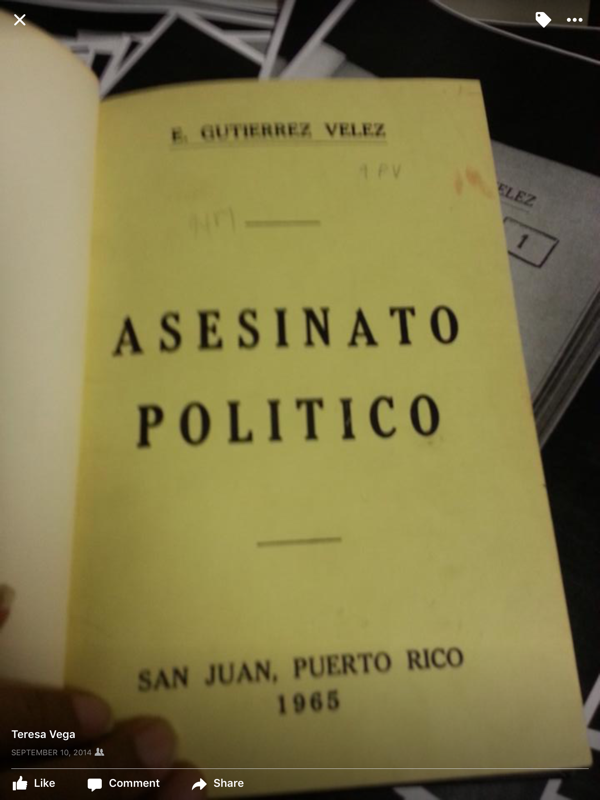 E. GUTIERREZ VELEZ
ELEZ
1
ASESINATO
POLITICO
SAN JUAN, PUERTO RICO
1965
Teresa Vega
SEPTEMBER 10, 2014
Like Comment Share